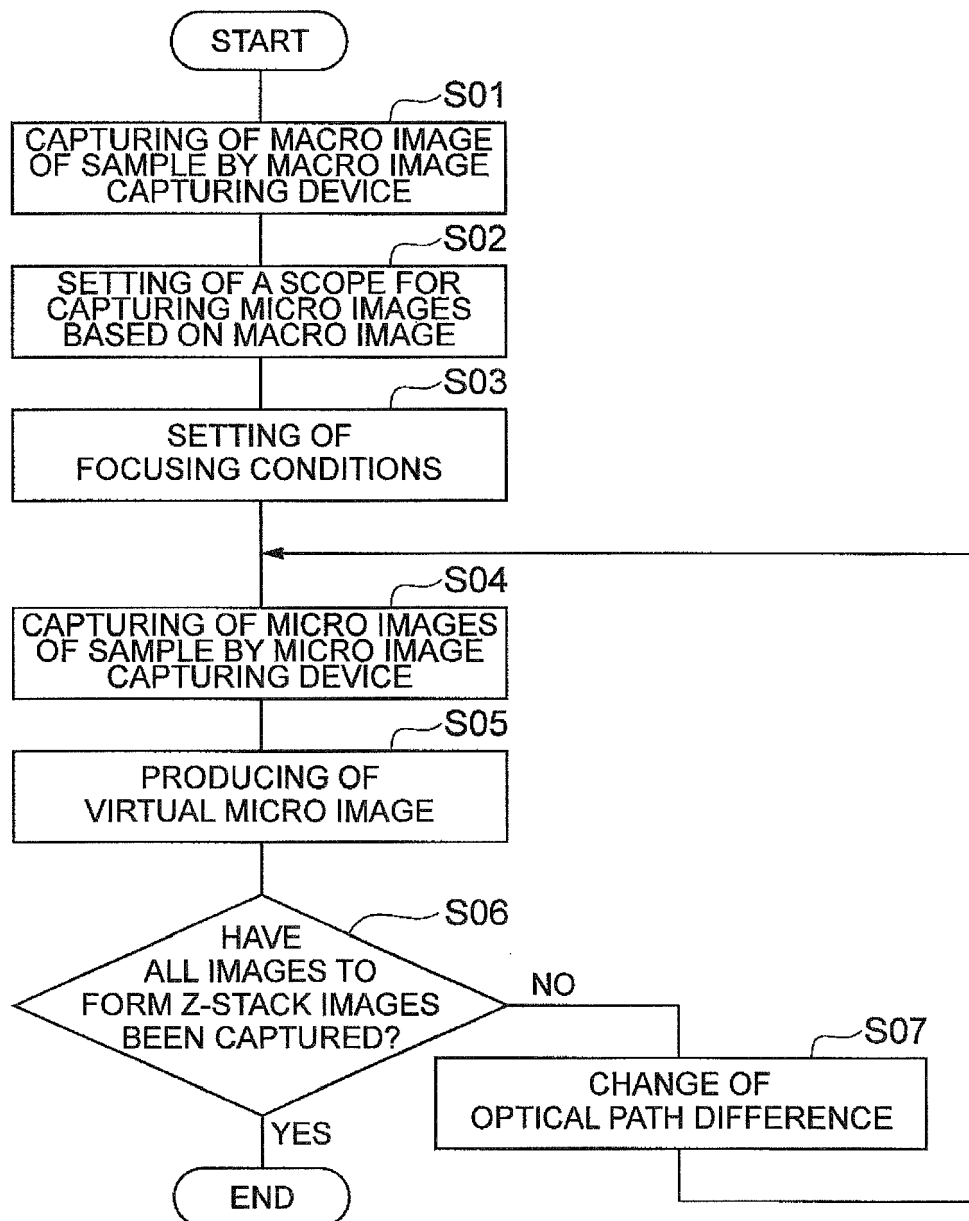 START
S01
CAPTURING OF MACRO IMAGE
OF SAMPLE BY MACRO IMAGE
CAPTURING DEVICE
S02
SETTING OF A SCOPE FOR
CAPTURING MICRO IMAGES
BASED ON MACRO IMAGE
S03
SETTING OF
FOCUSING CONDITIONS
S04
CAPTURING OF MICRO IMAGES
OF SAMPLE BY MICRO IMAGE
CAPTURING DEVICE
S05
PRODUCING OF
VIRTUAL MICRO IMAGE
S06
HAVE
ALL IMAGES TO
FORM Z-STACK IMAGES
BEEN CAPTURED?
NO
S07
CHANGE OF
OPTICAL PATH DIFFERENCE
YES
END